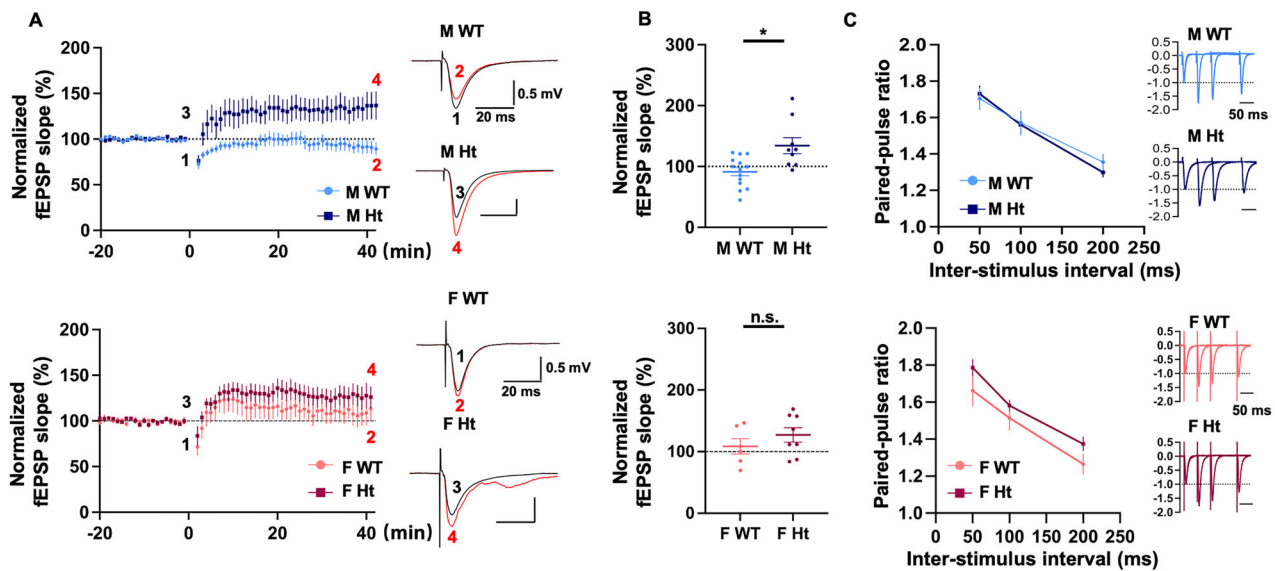 A
Normalized
fEPSP slope (%)
200
150
100
50
0
-20
0
20
40
(min)
3
1
4
2
M WT
M Ht
M WT
2
1
0.5 mV
20 ms
M Ht
3
4
B
Normalized
fEPSP slope (%)
300
200
100
0
*
M WT
M Ht
C
Paired-pulse ratio
2.0
1.8
1.6
1.4
1.2
1.0
0
50
100
150
200
250
Inter-stimulus interval (ms)
M WT
M Ht
M WT
0.5
0.0
-0.5
-1.0
-1.5
-2.0
50 ms
M Ht
0.5
0.0
-0.5
-1.0
-1.5
-2.0
Normalized
fEPSP slope (%)
200
150
100
50
0
-20
0
20
40
(min)
3
1
4
2
F WT
F Ht
F WT
1
2
0.5 mV
20 ms
F Ht
3
4
Normalized
fEPSP slope (%)
300
200
100
0
n.s.
F WT
F Ht
Paired-pulse ratio
2.0
1.8
1.6
1.4
1.2
1.0
0
50
100
150
200
250
Inter-stimulus interval (ms)
F WT
F Ht
F WT
0.5
0.0
-0.5
-1.0
-1.5
-2.0
50 ms
F Ht
0.5
0.0
-0.5
-1.0
-1.5
-2.0